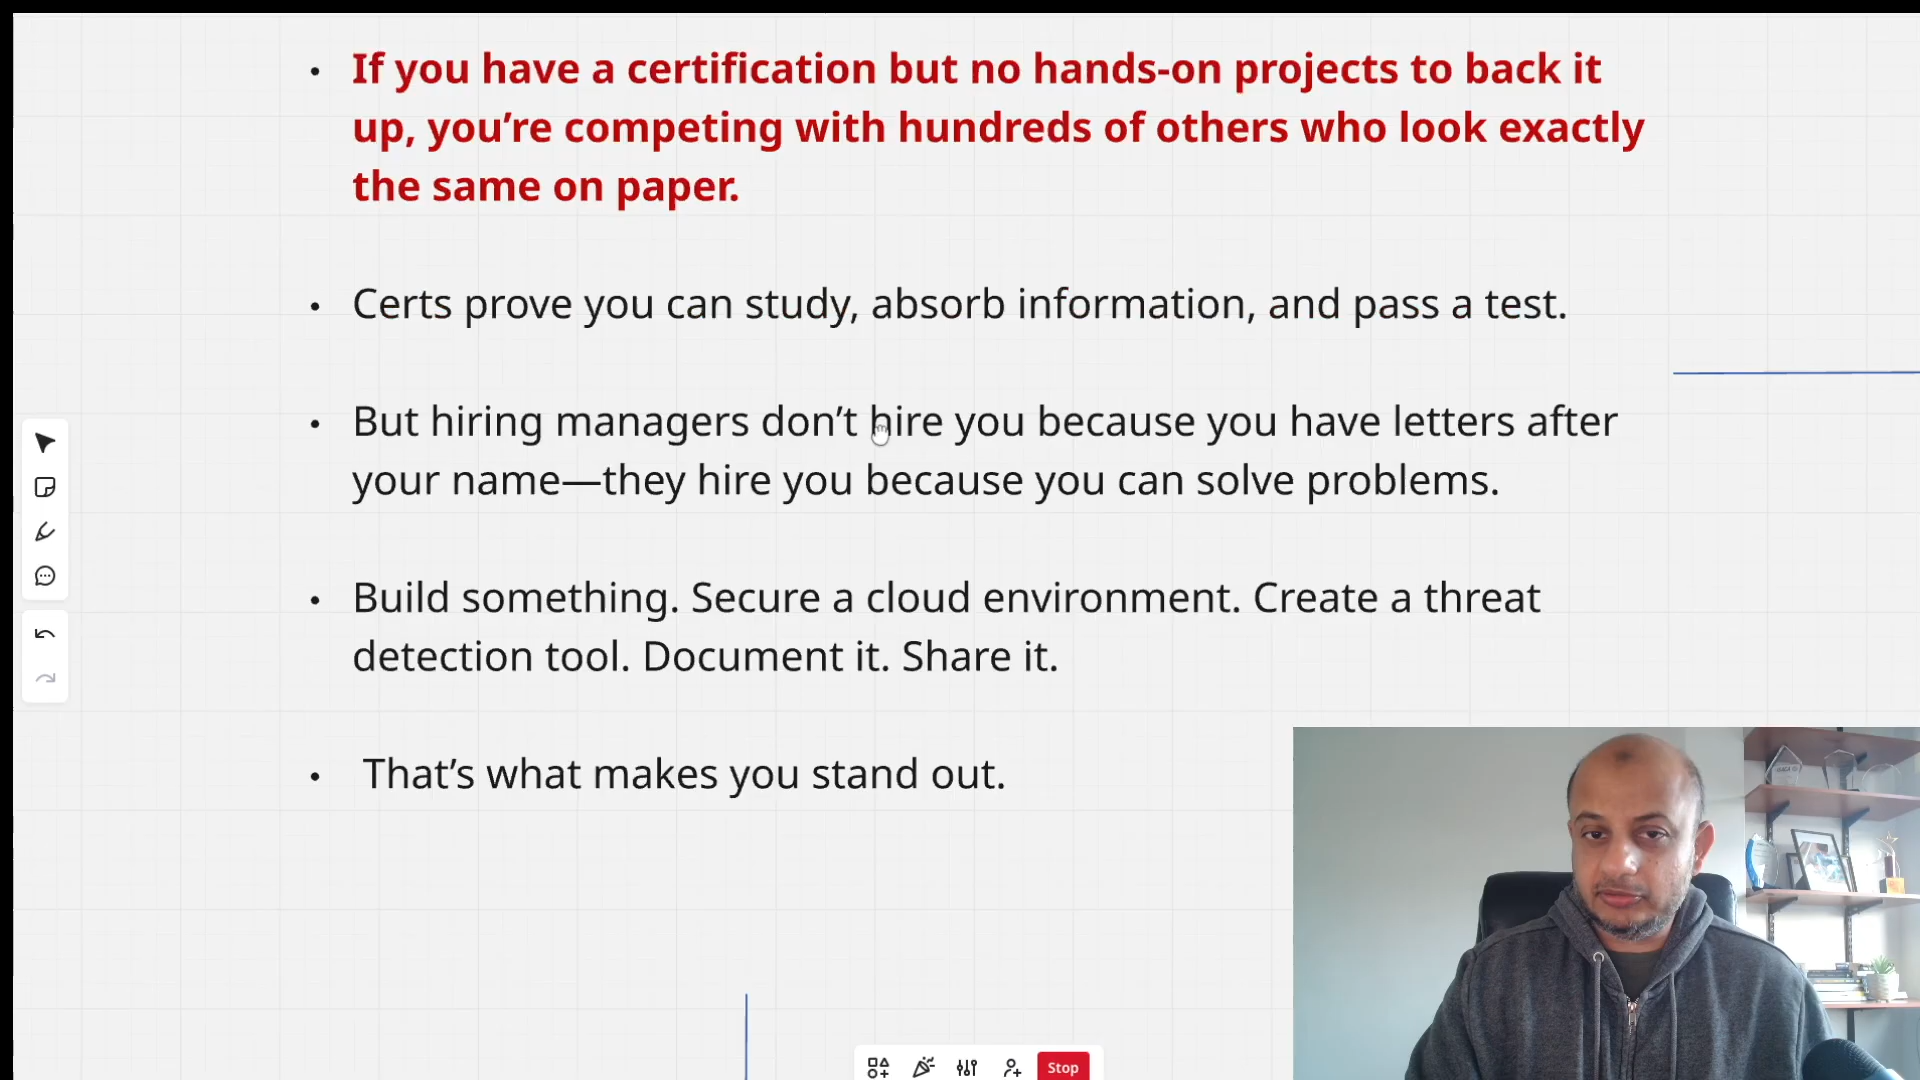 • If you have a certification but no hands-on projects to back it
up, you’re competing with hundreds of others who look exactly
the same on paper.
• Certs prove you can study, absorb information, and pass a test.
• But hiring managers don’t hire you because you have letters after
your name—they hire you because you can solve problems.
• Build something. Secure a cloud environment. Create a threat
detection tool. Document it. Share it.
• That’s what makes you stand out.
Stop